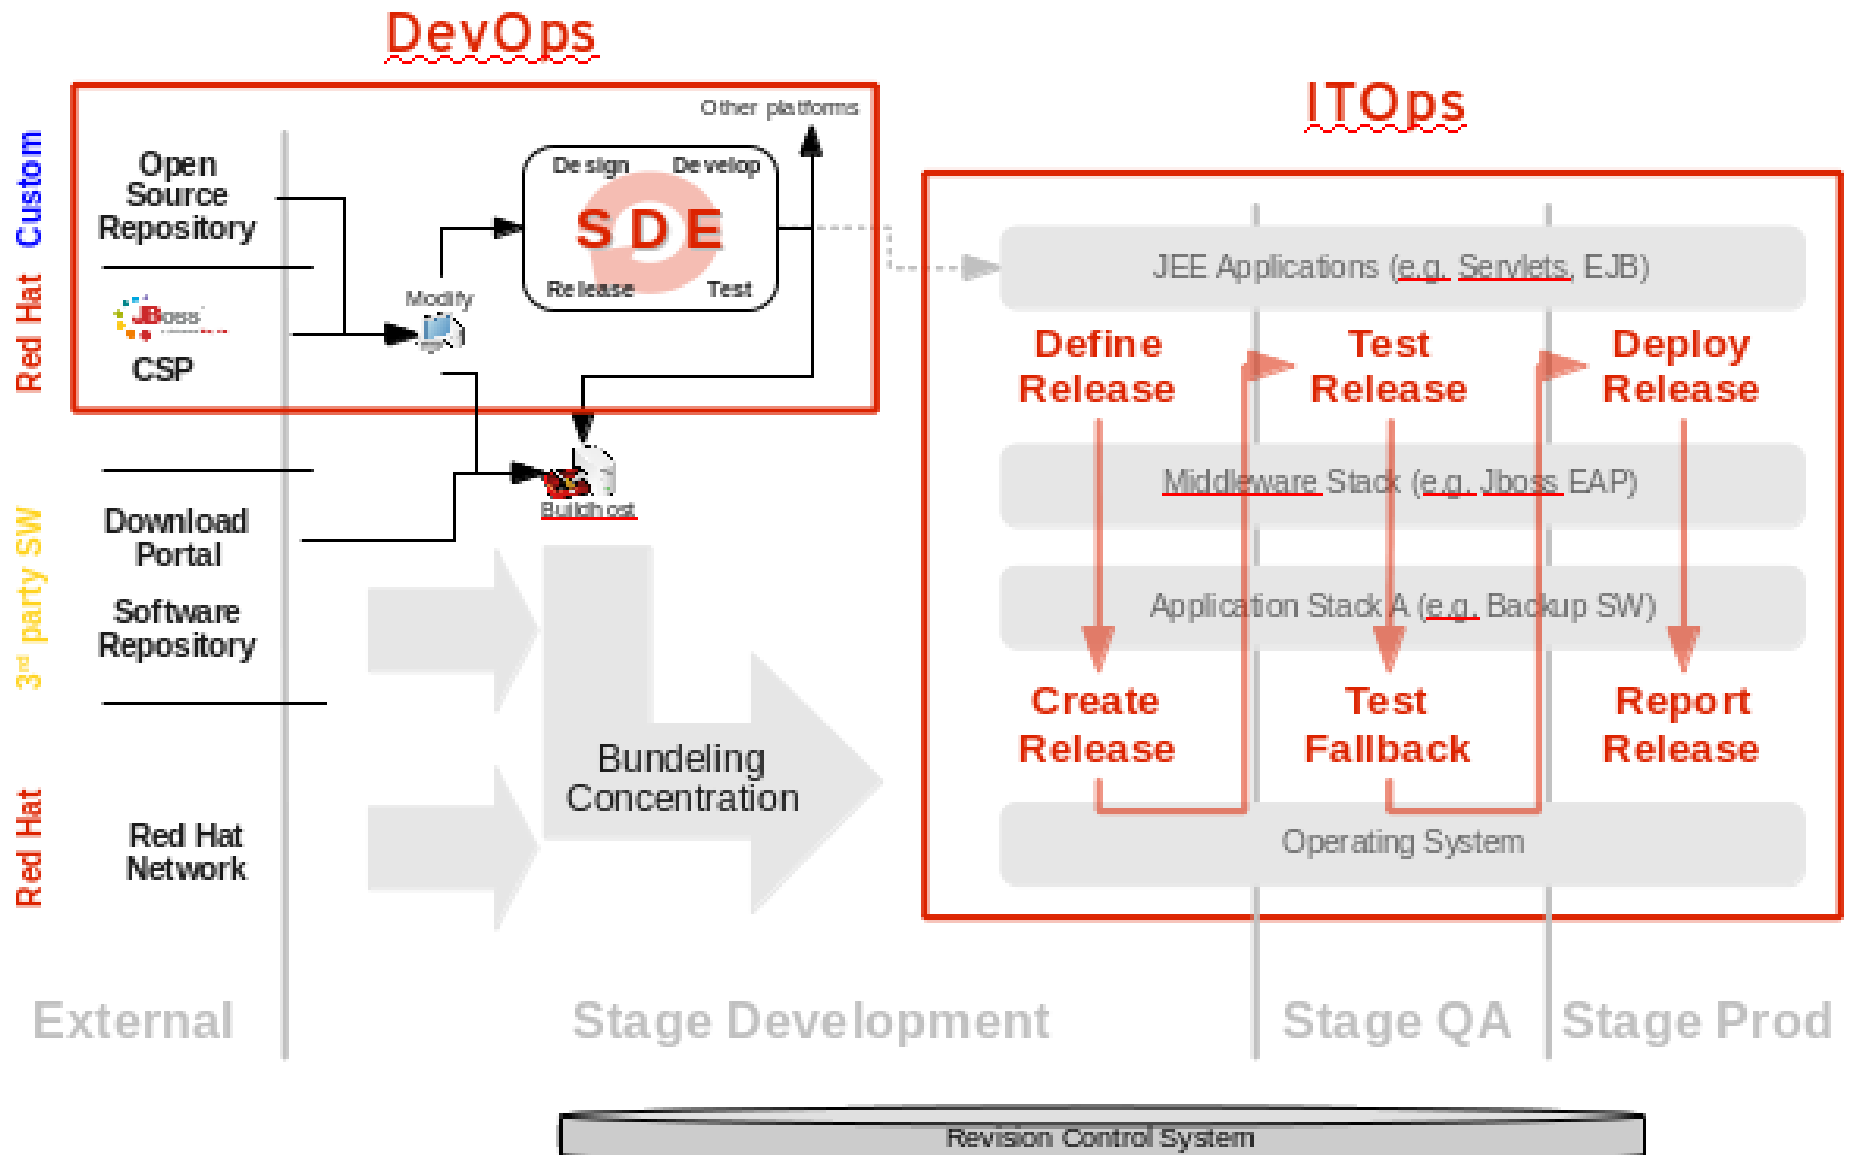 DevOps
ITOps
Custom
Red Hat
3rd party SW
Red Hat
Open
Source
Repository
JBoss
CSP
Download
Portal
Software
Repository
Red Hat
Network
Other platforms
Design
Develop
SDE
Release
Test
Modify
Buildhost
Bundeling
Concentration
JEE Applications (e.g. Servlets, EJB)
Define
Release
Test
Release
Deploy
Release
Middleware Stack (e.g. Jboss EAP)
Application Stack A (e.g. Backup SW)
Create
Release
Test
Fallback
Report
Release
Operating System
External
Stage Development
Stage QA
Stage Prod
Revision Control System